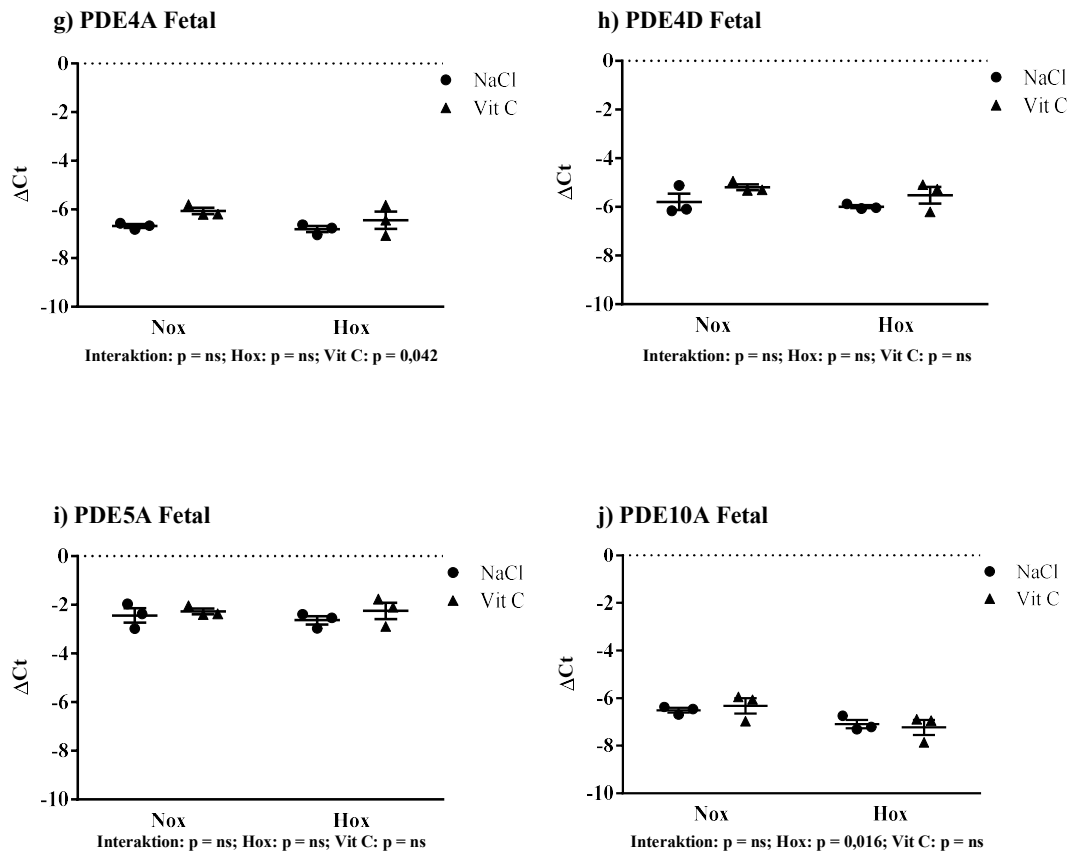 g) PDE4A Fetal
0
-2
-4
-6
-8
-10
ΔCt
NaCl
Vit C
Nox
Hox
Interaktion: p = ns; Hox: p = ns; Vit C: p = 0,042
h) PDE4D Fetal
0
-2
-4
-6
-8
-10
ΔCt
NaCl
Vit C
Nox
Hox
Interaktion: p = ns; Hox: p = ns; Vit C: p = ns
i) PDE5A Fetal
0
-2
-4
-6
-8
-10
ΔCt
NaCl
Vit C
Nox
Hox
Interaktion: p = ns; Hox: p = ns; Vit C: p = ns
j) PDE10A Fetal
0
-2
-4
-6
-8
-10
ΔCt
NaCl
Vit C
Nox
Hox
Interaktion: p = ns; Hox: p = 0,016; Vit C: p = ns